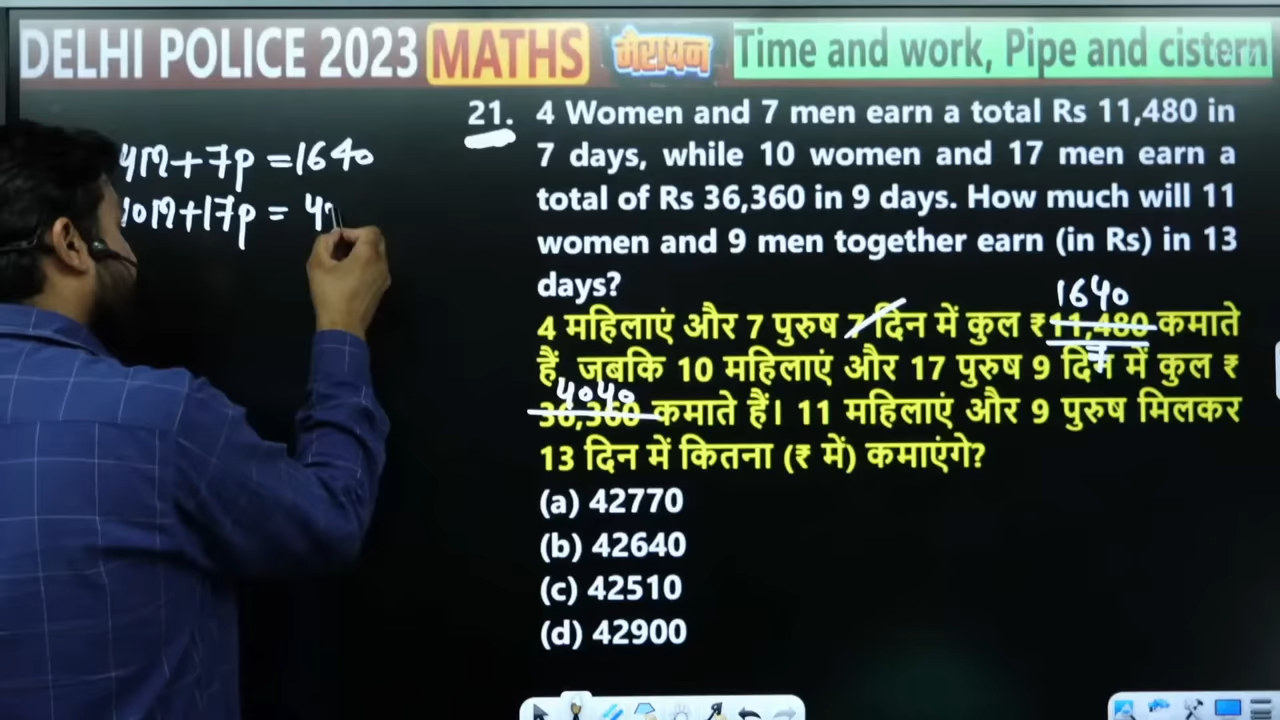 DELHI POLICE 2023 MATHS मैराथन Time and work, Pipe and cistern
4म+7p =1640
10म+17p = 4
21. 4 Women and 7 men earn a total Rs 11,480 in
7 days, while 10 women and 17 men earn a
total of Rs 36,360 in 9 days. How much will 11
women and 9 men together earn (in Rs) in 13
days?
1640
4 महिलाएं और 7 पुरुष 7 दिन में कुल ₹11,480 कमाते
7
हैं, जबकि 10 महिलाएं और 17 पुरुष 9 दिन में कुल ₹
4040
36,360 कमाते हैं। 11 महिलाएं और 9 पुरुष मिलकर
13 दिन में कितना (₹ में) कमाएंगे?
(a) 42770
(b) 42640
(c) 42510
(d) 42900